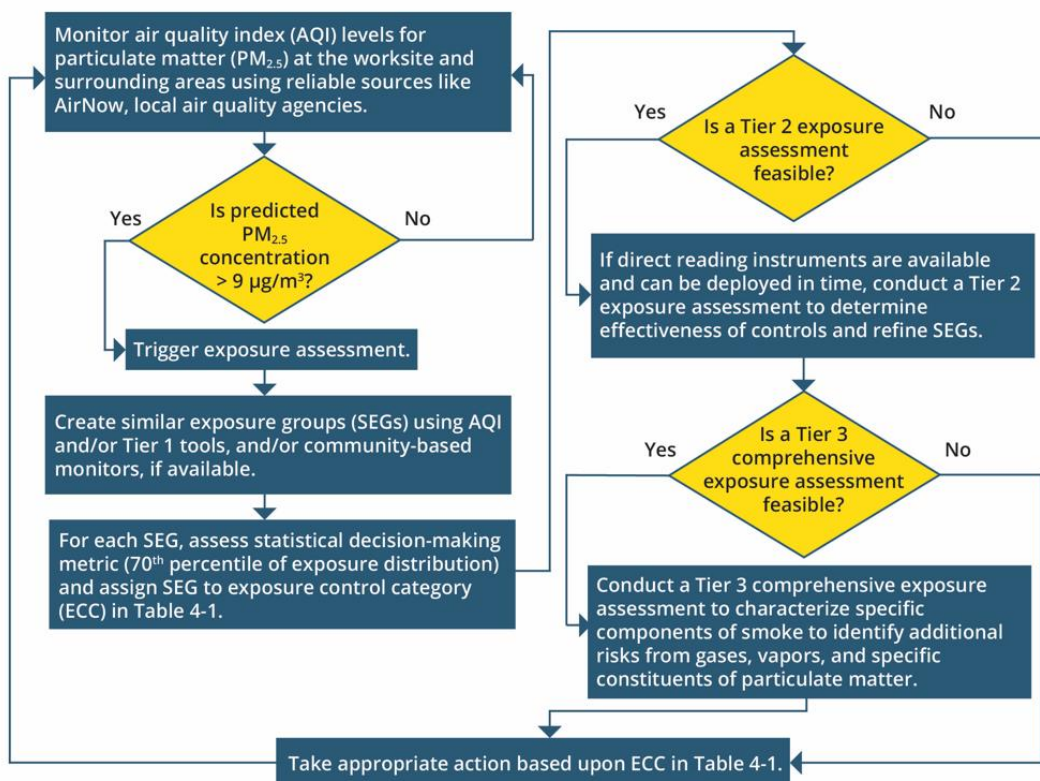 Monitor air quality index (AQI) levels for
particulate matter (PM₂.₅) at the worksite and
surrounding areas using reliable sources like
AirNow, local air quality agencies.
Yes
Is predicted
PM₂.₅
concentration
> 9 µg/m³?
No
Trigger exposure assessment.
Create similar exposure groups (SEGs) using AQI
and/or Tier 1 tools, and/or community-based
monitors, if available.
For each SEG, assess statistical decision-making
metric (70th percentile of exposure distribution)
and assign SEG to exposure control category
(ECC) in Table 4-1.
Yes
Is a Tier 2 exposure
assessment
feasible?
No
If direct reading instruments are available
and can be deployed in time, conduct a Tier 2
exposure assessment to determine
effectiveness of controls and refine SEGs.
Yes
Is a Tier 3
comprehensive
exposure assessment
feasible?
No
Conduct a Tier 3 comprehensive exposure
assessment to characterize specific
components of smoke to identify additional
risks from gases, vapors, and specific
constituents of particulate matter.
Take appropriate action based upon ECC in Table 4-1.